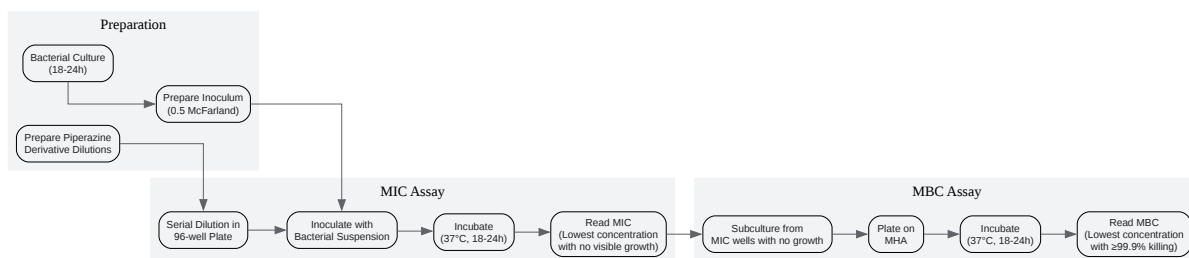 Preparation
Bacterial Culture
(18-24h)
Prepare Inoculum
(0.5 McFarland)
Prepare Piperazine
Derivative Dilutions
MIC Assay
Serial Dilution in
96-well Plate
Inoculate with
Bacterial Suspension
Incubate
(37°C, 18-24h)
Read MIC
(Lowest concentration
with no visible growth)
MBC Assay
Subculture from
MIC wells with no growth
Plate on
MHA
Incubate
(37°C, 18-24h)
Read MBC
(Lowest concentration
with ≥99.9% killing)